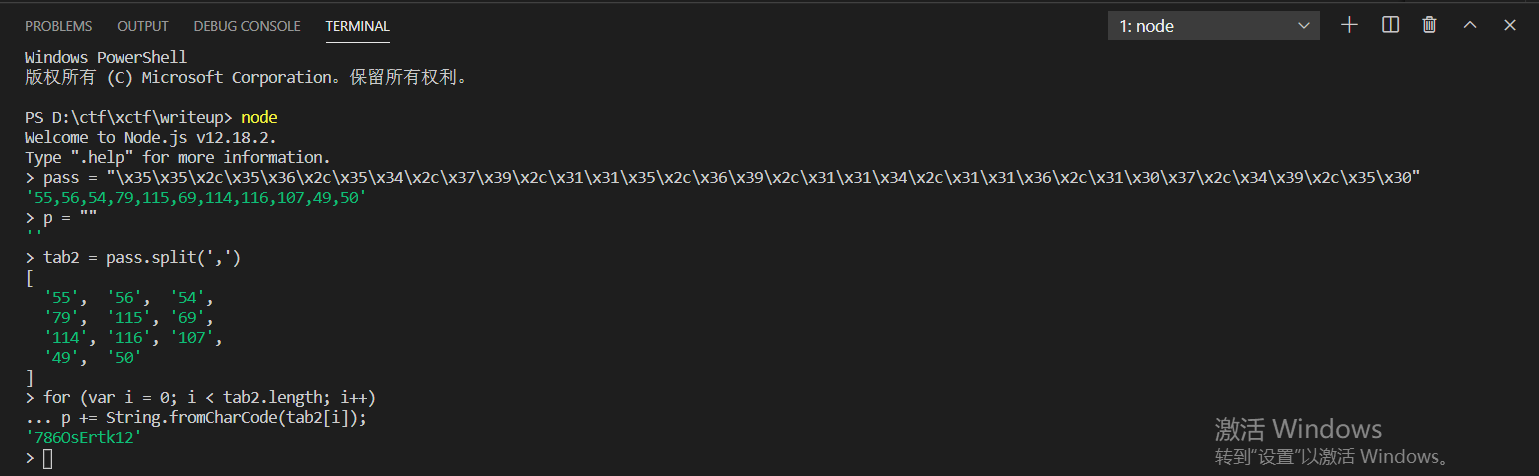 PROBLEMS OUTPUT DEBUG CONSOLE TERMINAL 1: node
Windows PowerShell
版权所有 (C) Microsoft Corporation。保留所有权利。
PS D:\ctf\xctf\writeup> node
Welcome to Node.js v12.18.2.
Type ".help" for more information.
> pass = "\x35\x35\x2c\x35\x36\x2c\x35\x34\x2c\x37\x39\x2c\x31\x31\x35\x2c\x36\x39\x2c\x31\x31\x34\x2c\x31\x31\x36\x2c\x31\x30\x37\x2c\x34\x39\x2c\x35\x30"
'55,56,54,79,115,69,114,116,107,49,50'
> p = ""
''
> tab2 = pass.split(',')
[
'55', '56', '54',
'79', '115', '69',
'114', '116', '107',
'49', '50'
]
> for (var i = 0; i < tab2.length; i++)
... p += String.fromCharCode(tab2[i]);
'786OsErtk12'
>
激活 Windows
转到“设置”以激活 Windows。